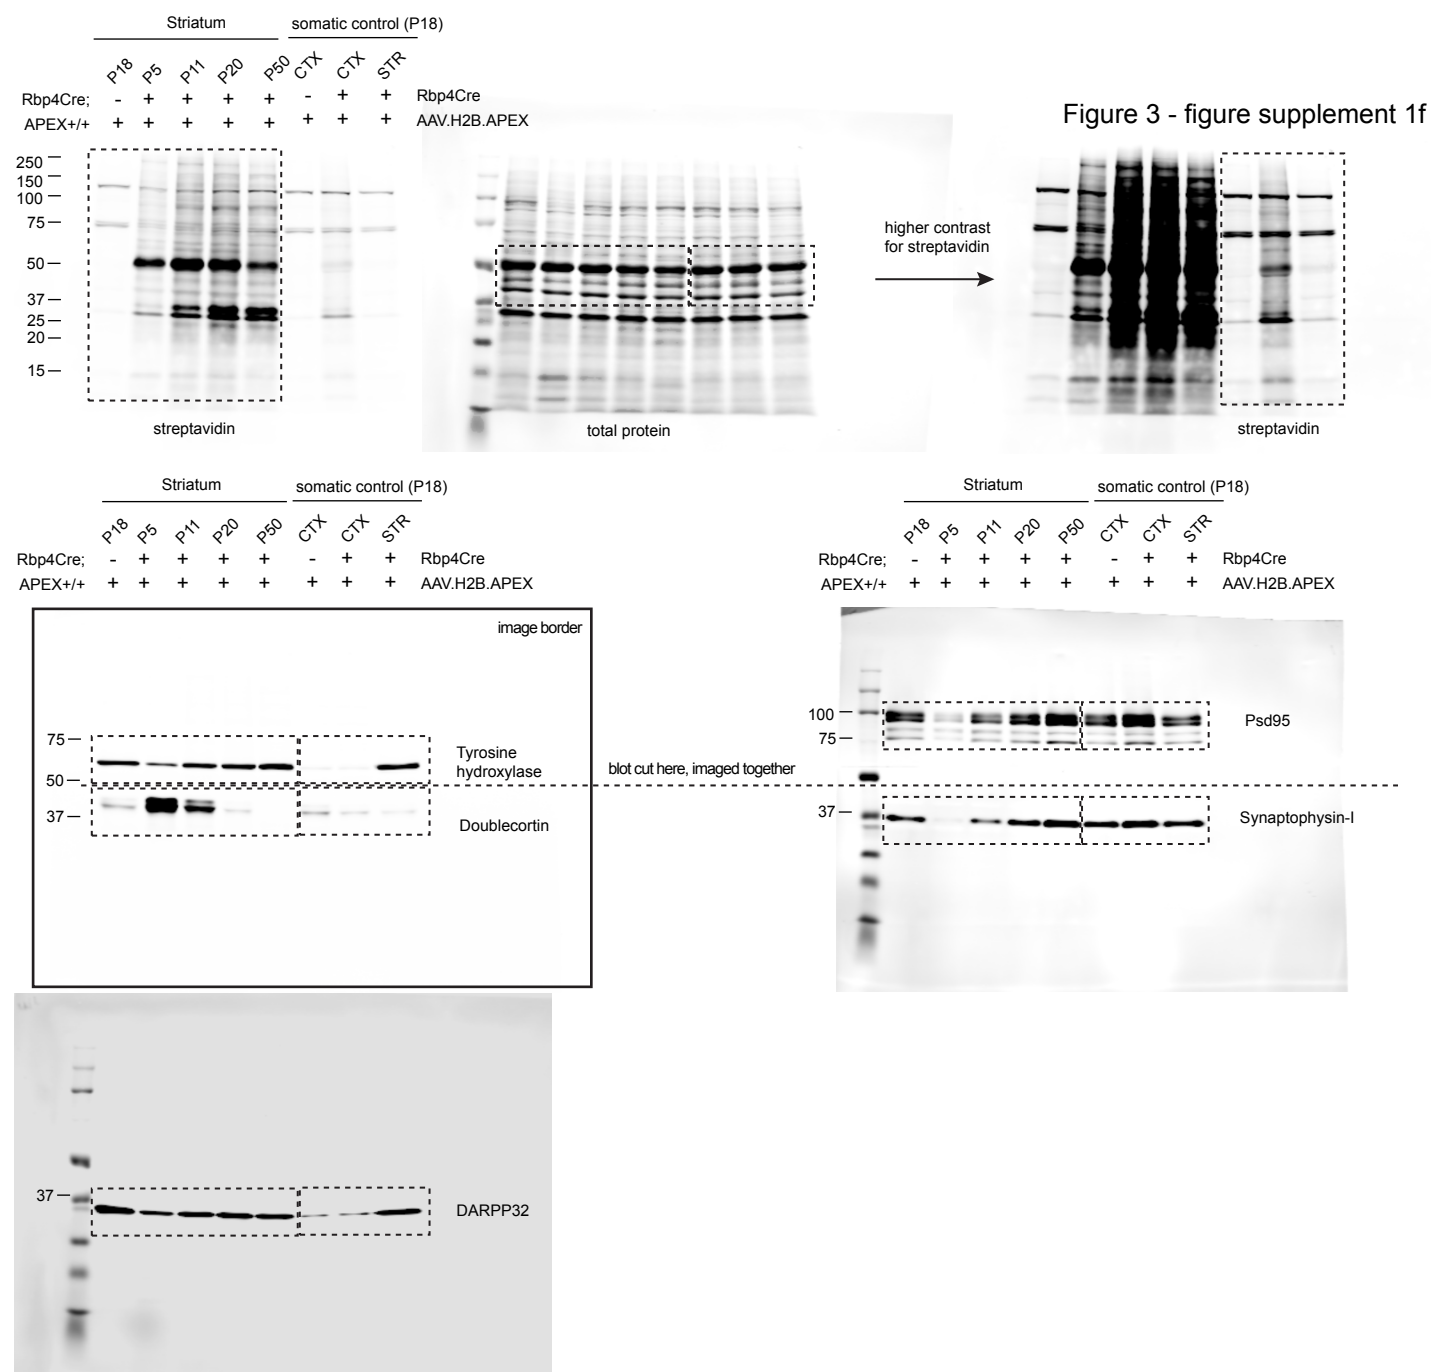 Striatum
somatic control (P18)
P18 P5 P11 P20 P50 CTX CTX STR
Rbp4Cre; - + + + + - + + Rbp4Cre
APEX+/+ + + + + + + + + AAV.H2B.APEX
Figure 3 - figure supplement 1f
250
150
100
75
50
37
25
20
15
streptavidin
total protein
higher contrast
for streptavidin
streptavidin
Striatum
somatic control (P18)
P18 P5 P11 P20 P50 CTX CTX STR
Rbp4Cre; - + + + + - + + Rbp4Cre
APEX+/+ + + + + + + + + AAV.H2B.APEX
image border
75
50
37
Tyrosine
hydroxylase
Doublecortin
blot cut here, imaged together
Striatum
somatic control (P18)
P18 P5 P11 P20 P50 CTX CTX STR
Rbp4Cre; - + + + + - + + Rbp4Cre
APEX+/+ + + + + + + + + AAV.H2B.APEX
100
75
37
Psd95
Synaptophysin-I
37
DARPP32